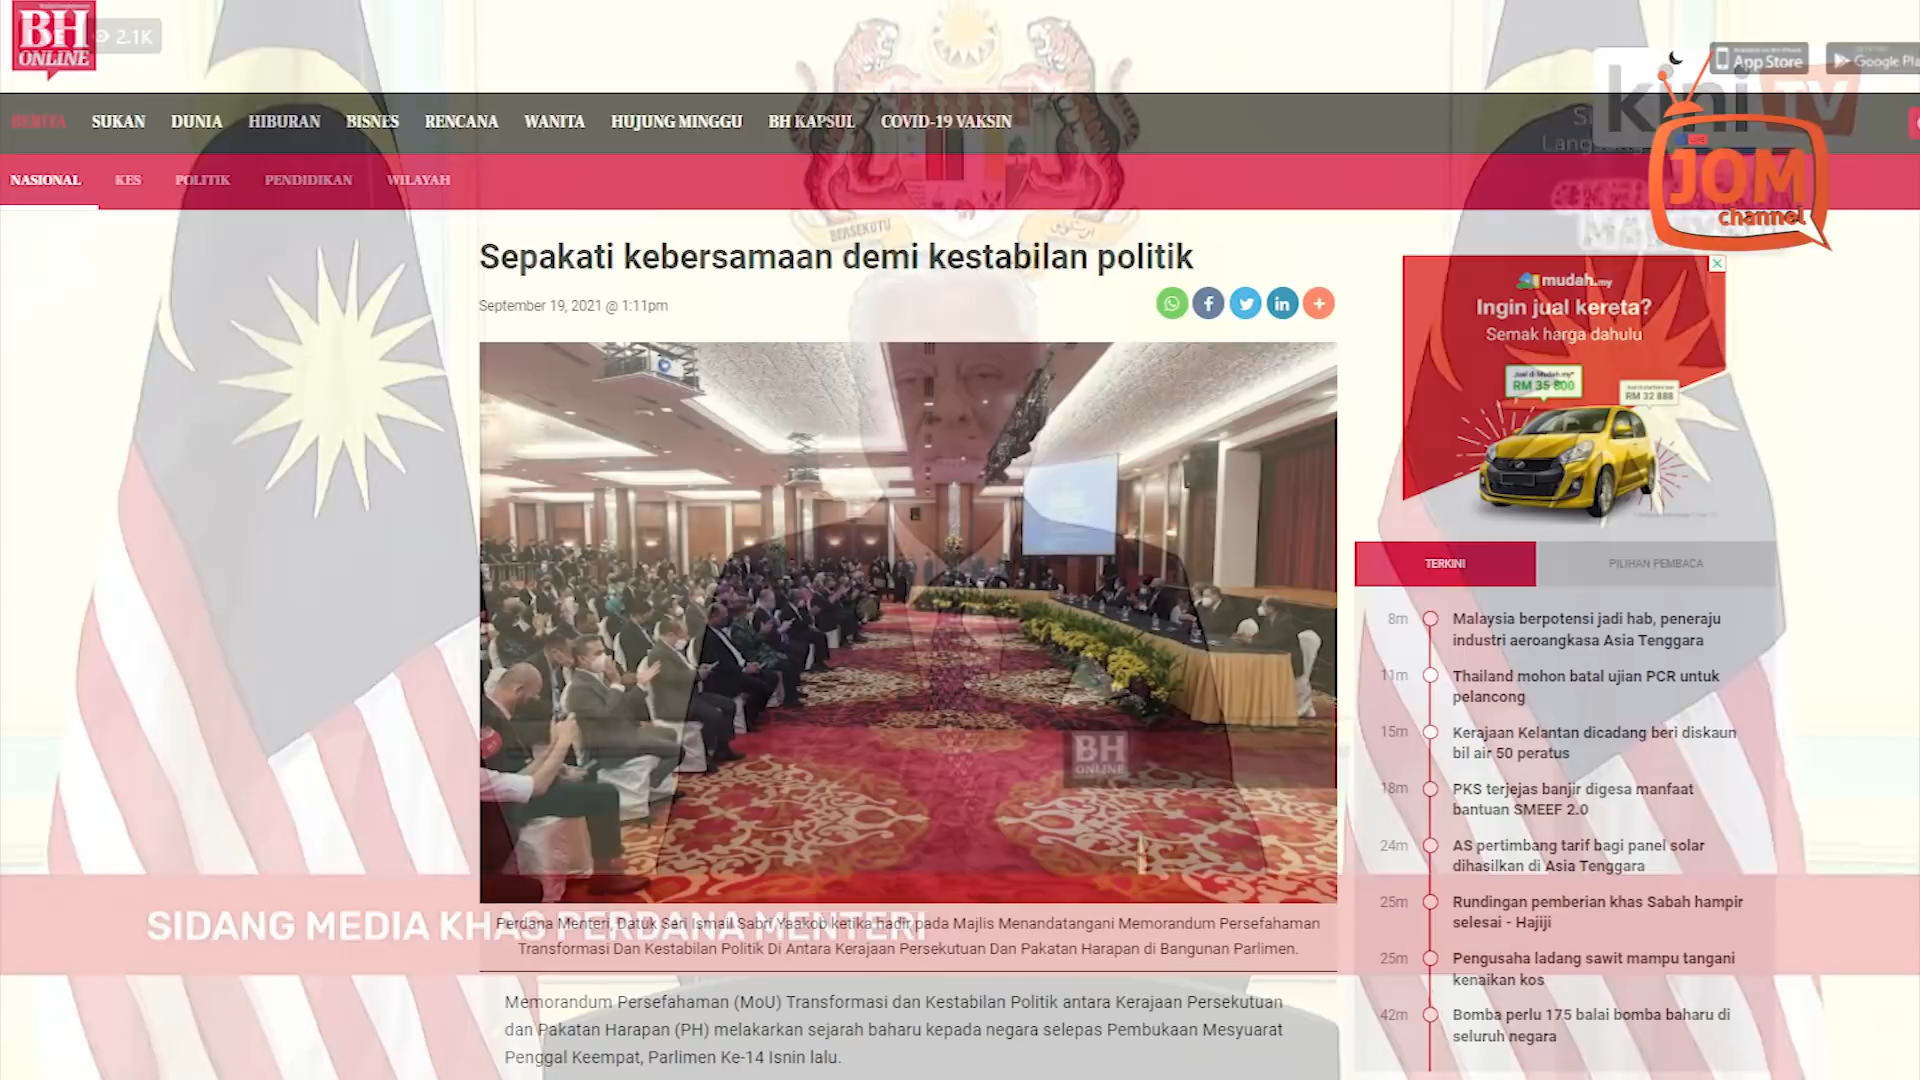 BH
ONLINE
2.1K
App Store
Google Pla
kini TV
JOM
channel
BERITA SUKAN DUNIA HIBURAN BISNES RENCANA WANITA HUJUNG MINGGU BH KAPSUL COVID-19 VAKSIN
NASIONAL KES POLITIK PENDIDIKAN WILAYAH
BERSEKUTU
Sepakati kebersamaan demi kestabilan politik
September 19, 2021 @ 1:11pm
mudah.my
Ingin jual kereta?
Semak harga dahulu
Jual di Mudah.my*
RM 35 800
RM 32 888
BH
ONLINE
Perdana Menteri, Datuk Seri Ismail Sabri Yaakob ketika hadir pada Majlis Menandatangani Memorandum Persefahaman
Transformasi Dan Kestabilan Politik Di Antara Kerajaan Persekutuan Dan Pakatan Harapan di Bangunan Parlimen.
SIDANG MEDIA KHAS PERDANA MENTERI
Memorandum Persefahaman (MoU) Transformasi dan Kestabilan Politik antara Kerajaan Persekutuan
dan Pakatan Harapan (PH) melakarkan sejarah baharu kepada negara selepas Pembukaan Mesyuarat
Penggal Keempat, Parlimen Ke-14 Isnin lalu.
TERKINI PILIHAN PEMBACA
8m Malaysia berpotensi jadi hab, peneraju
industri aeroangkasa Asia Tenggara
11m Thailand mohon batal ujian PCR untuk
pelancong
15m Kerajaan Kelantan dicadang beri diskaun
bil air 50 peratus
18m PKS terjejas banjir digesa manfaat
bantuan SMEEF 2.0
24m AS pertimbang tarif bagi panel solar
dihasilkan di Asia Tenggara
25m Rundingan pemberian khas Sabah hampir
selesai - Hajiji
25m Pengusaha ladang sawit mampu tangani
kenaikan kos
42m Bomba perlu 175 balai bomba baharu di
seluruh negara